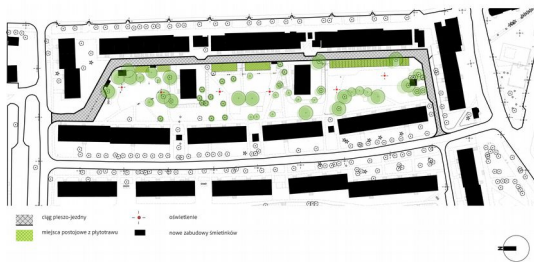 ciąg pieszo-jezdny
oświetlenie
miejsca postojowe z płytotrawu
nowe zabudowy śmietników
N